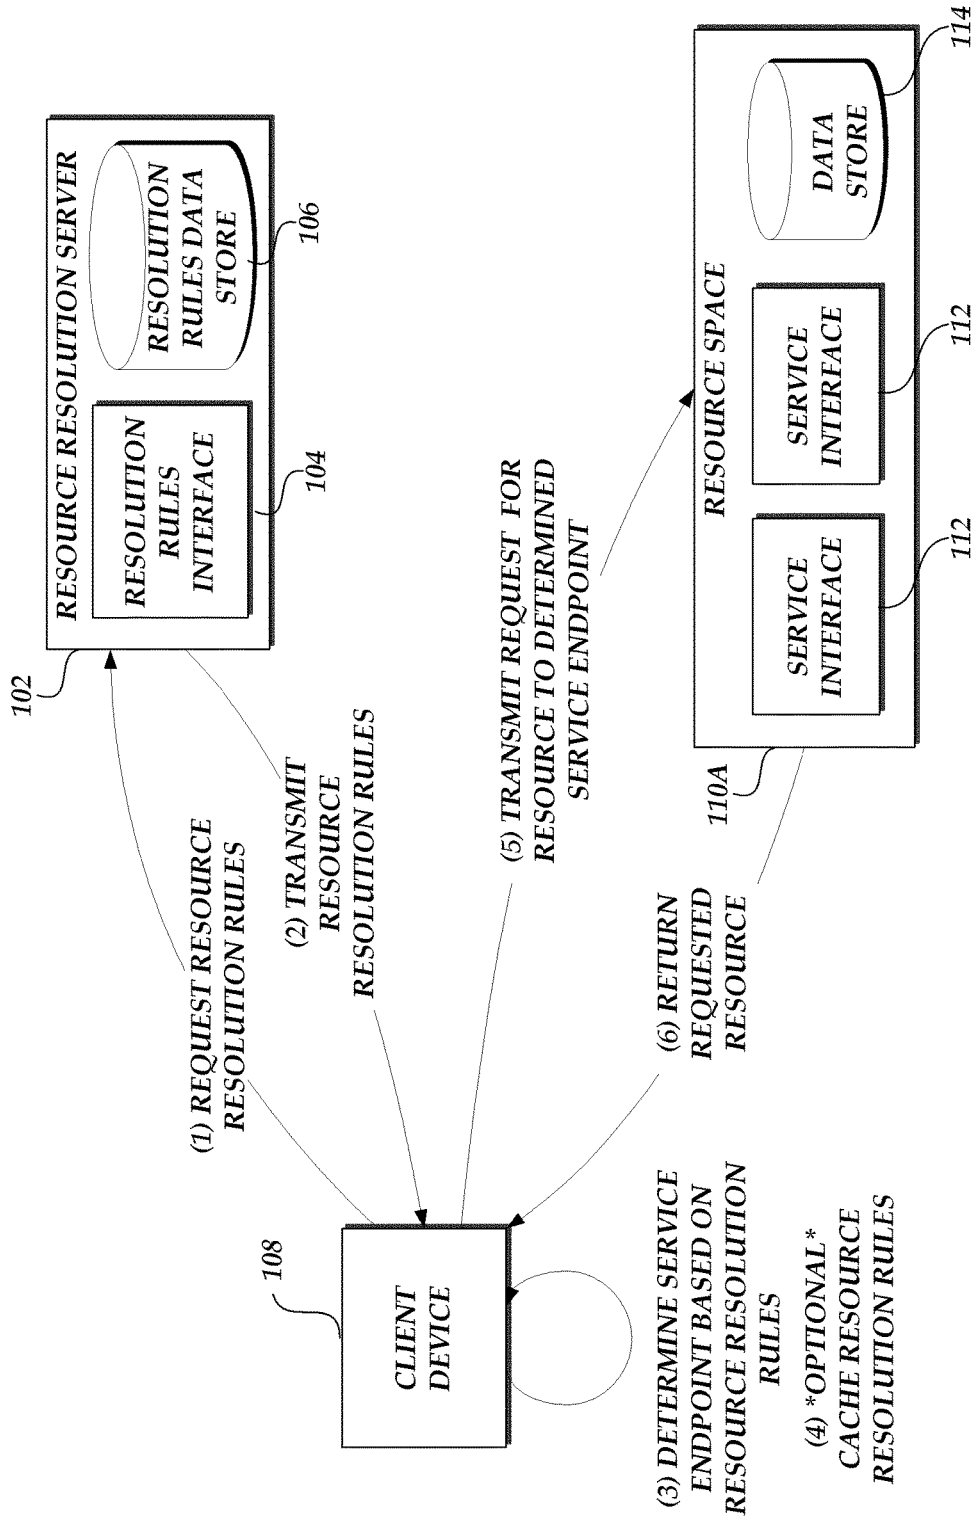 102
RESOURCE RESOLUTION SERVER
RESOLUTION
RULES
INTERFACE
104
RESOLUTION
RULES DATA
STORE
106
(1) REQUEST RESOURCE
RESOLUTION RULES
(2) TRANSMIT
RESOURCE
RESOLUTION RULES
108
CLIENT
DEVICE
(3) DETERMINE SERVICE
ENDPOINT BASED ON
RESOURCE RESOLUTION
RULES
(4) *OPTIONAL*
CACHE RESOURCE
RESOLUTION RULES
(5) TRANSMIT REQUEST FOR
RESOURCE TO DETERMINED
SERVICE ENDPOINT
(6) RETURN
REQUESTED
RESOURCE
110A
RESOURCE SPACE
SERVICE
INTERFACE
112
SERVICE
INTERFACE
112
DATA
STORE
114